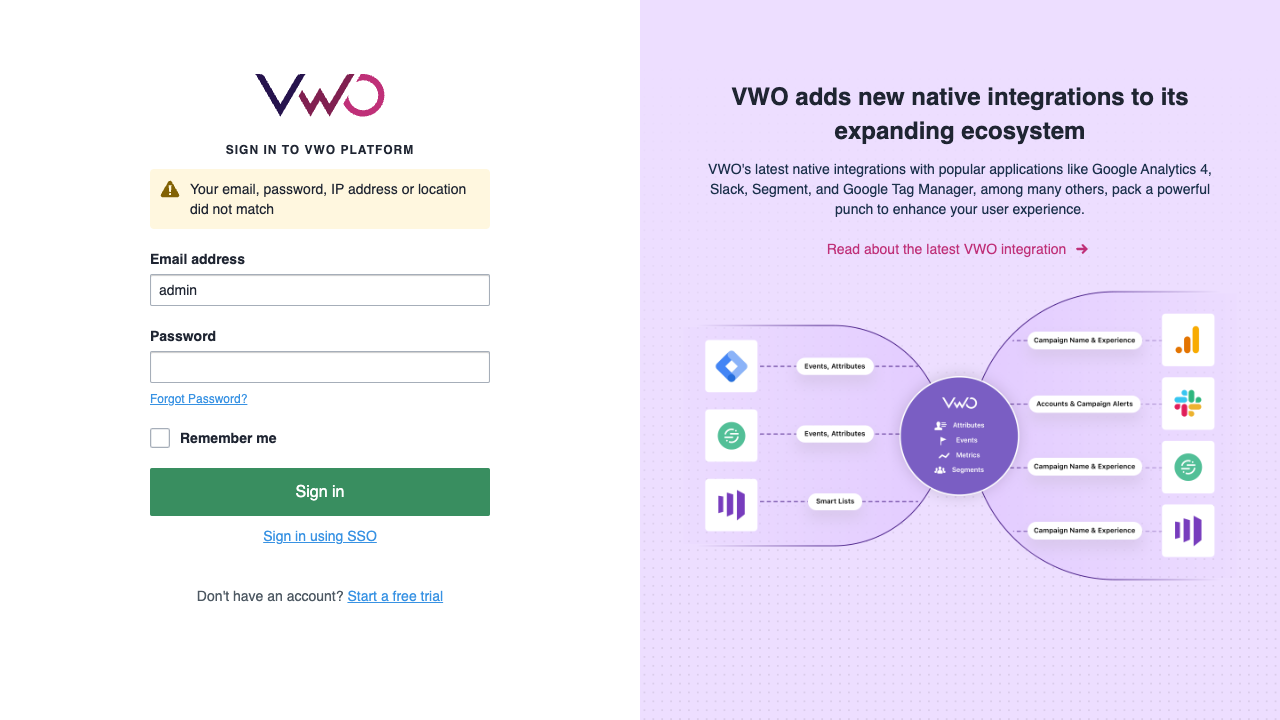 VWO
SIGN IN TO VWO PLATFORM
Your email, password, IP address or location
did not match
Email address
admin
Password
Forgot Password?
Remember me
Sign in
Sign in using SSO
Don't have an account? Start a free trial
VWO adds new native integrations to its
expanding ecosystem
VWO's latest native integrations with popular applications like Google Analytics 4,
Slack, Segment, and Google Tag Manager, among many others, pack a powerful
punch to enhance your user experience.
Read about the latest VWO integration
Events, Attributes
Events, Attributes
Smart Lists
VWO
Attributes
Events
Metrics
Segments
Campaign Name & Experience
Accounts & Campaign Alerts
Campaign Name & Experience
Campaign Name & Experience